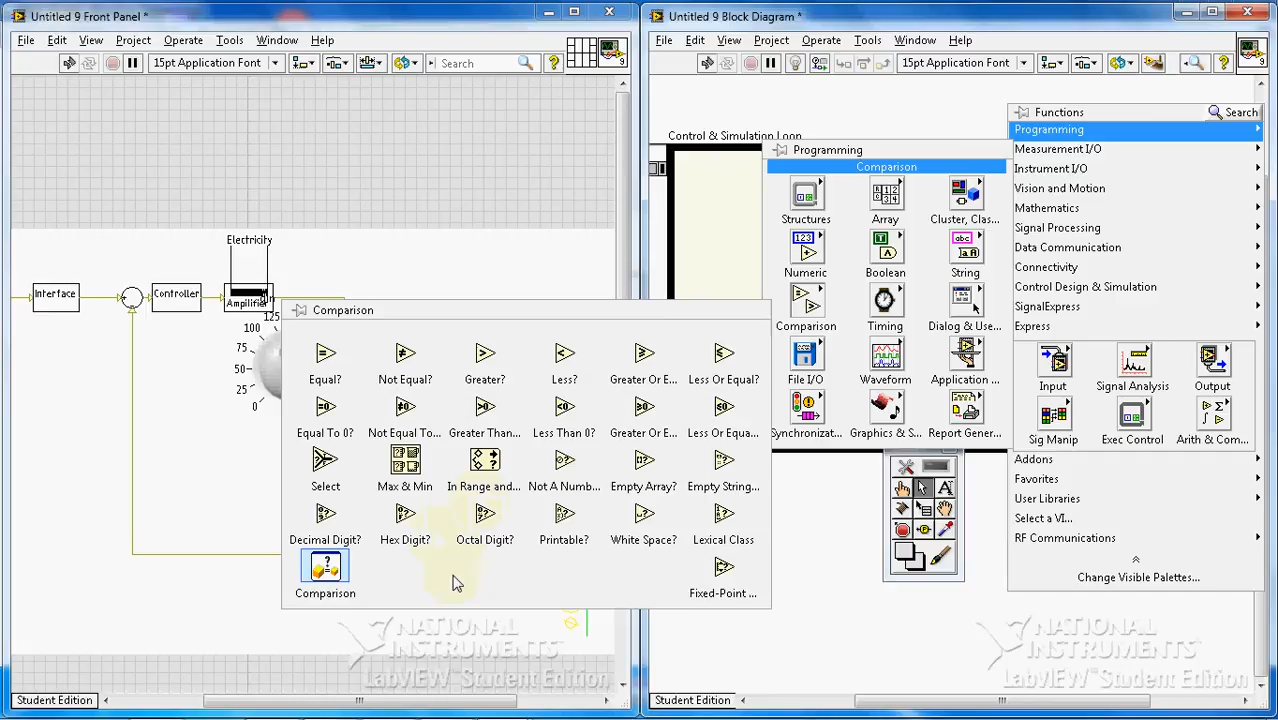 Untitled 9 Front Panel *
File Edit View Project Operate Tools Window Help
15pt Application Font
Search
9
Electricity
Interface
Controller
Amplifier
125
100
75
50
25
0
Comparison
Equal? Not Equal? Greater? Less? Greater Or E... Less Or Equal?
Equal To 0? Not Equal To... Greater Than... Less Than 0? Greater Or E... Less Or Equa...
Select Max & Min In Range and... Not A Numb... Empty Array? Empty String...
Decimal Digit? Hex Digit? Octal Digit? Printable? White Space? Lexical Class
Comparison Fixed-Point ...
NATIONAL
INSTRUMENTS
LabVIEW Student Edition
Student Edition
Untitled 9 Block Diagram *
File Edit View Project Operate Tools Window Help
15pt Application Font
9
Control & Simulation Loop
Programming
Comparison
Structures Array Cluster, Clas...
Numeric Boolean String
Comparison Timing Dialog & Use...
File I/O Waveform Application ...
Synchronizat... Graphics & S... Report Gener...
Functions Search
Programming
Measurement I/O
Instrument I/O
Vision and Motion
Mathematics
Signal Processing
Data Communication
Connectivity
Control Design & Simulation
SignalExpress
Express
Input Signal Analysis Output
Sig Manip Exec Control Arith & Com...
Addons
Favorites
User Libraries
Select a VI...
RF Communications
Change Visible Palettes...
NATIONAL
INSTRUMENTS
LabVIEW Student Edition
Student Edition